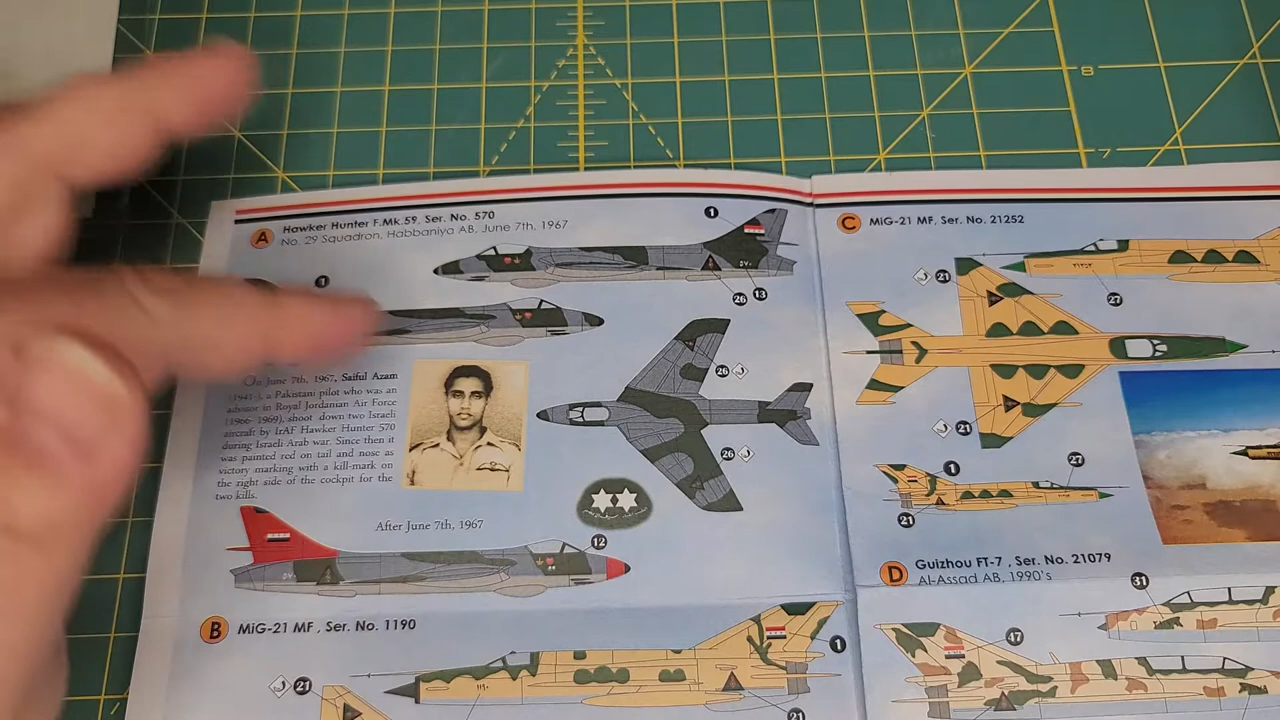 8
7
A Hawker Hunter F.Mk.59, Ser. No. 570
No. 29 Squadron, Habbaniya AB, June 7th, 1967
1
1
٥٧٠
26 13
26
26
On June 7th, 1967, Saiful Azam
(1941-), a Pakistani pilot who was an
advisor in Royal Jordanian Air Force
(1966-1969), shoot down two Israeli
aircraft by IrAF Hawker Hunter 570
during Israeli Arab war. Since then it
was painted red on tail and nose as
victory marking with a kill-mark on
the right side of the cockpit for the
two kills.
After June 7th, 1967
12
B MiG-21 MF, Ser. No. 1190
21
1
١١٩٠
21
C MiG-21 MF, Ser. No. 21252
21
27
٢١٢٥٢
21
1
27
21
D Guizhou FT-7, Ser. No. 21079
Al-Assad AB, 1990's
31
47